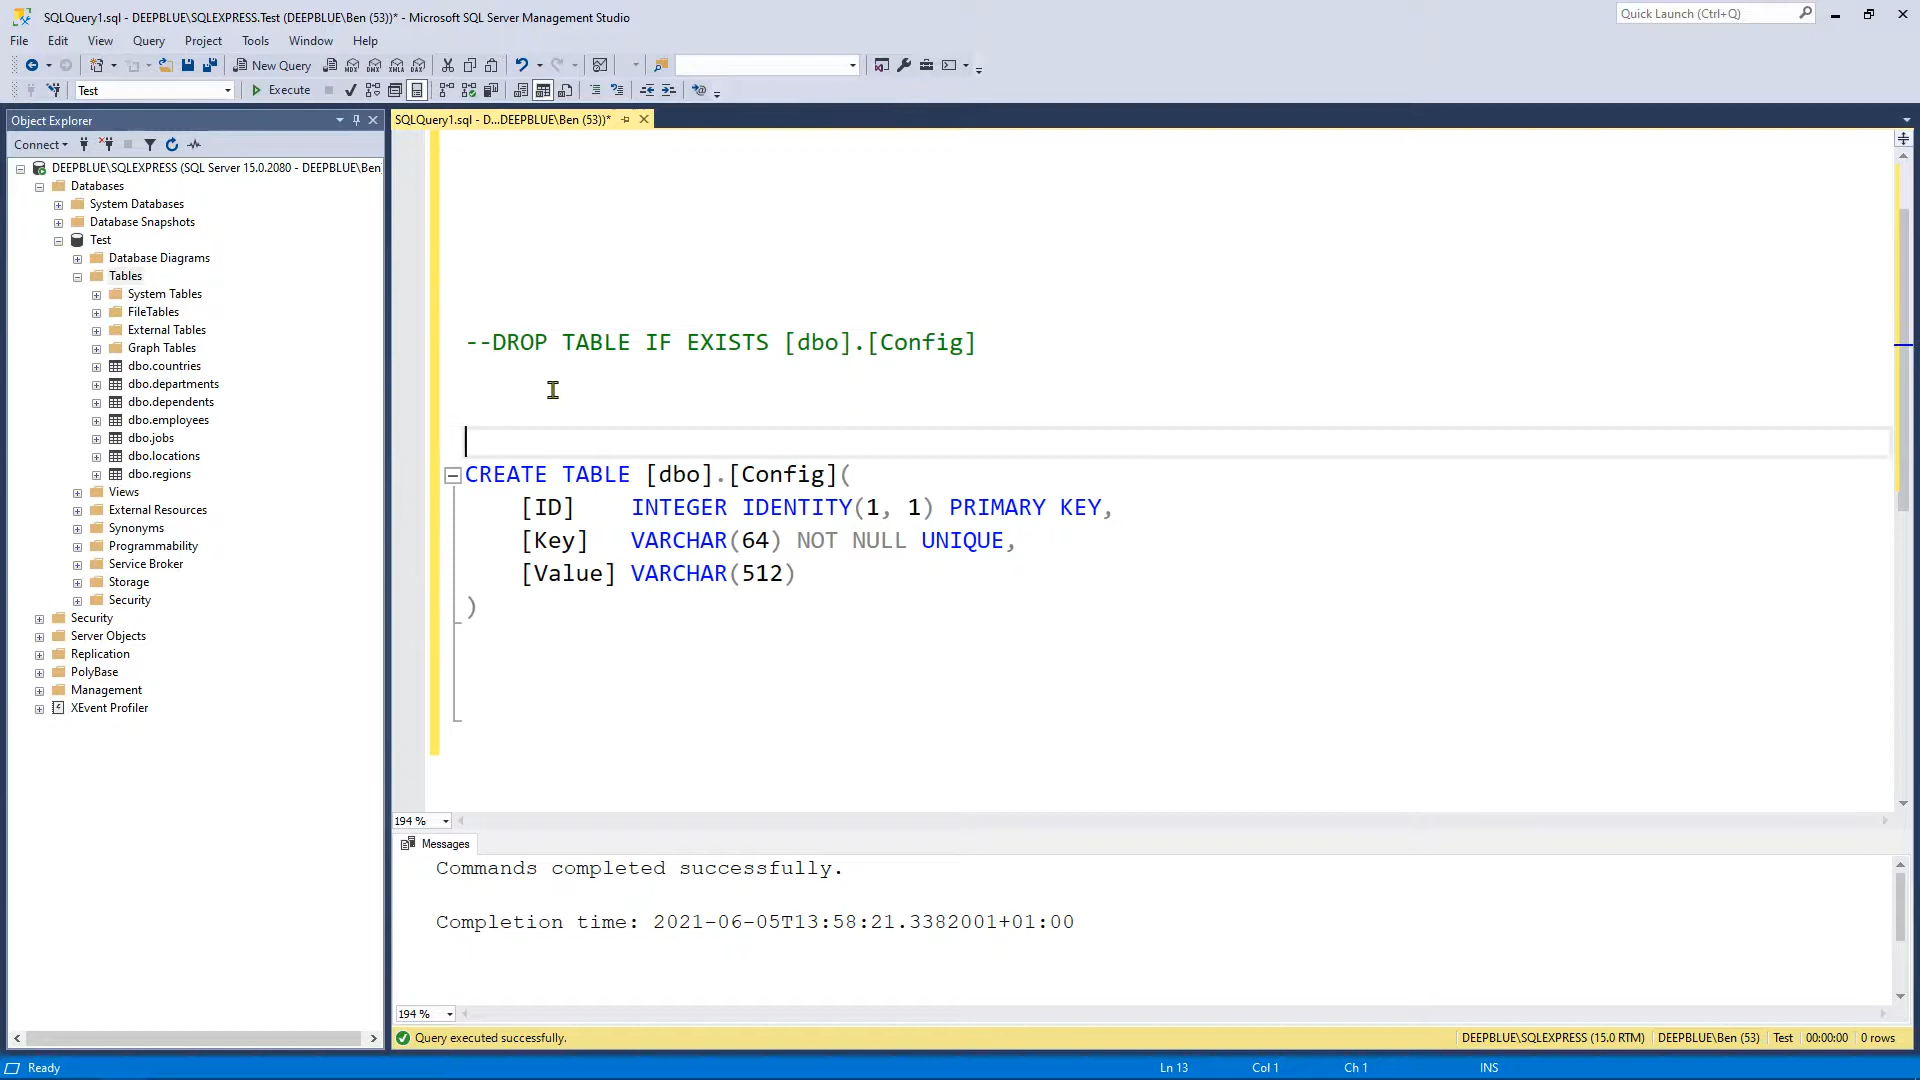 SQLQuery1.sql - DEEPBLUE\SQLEXPRESS.Test (DEEPBLUE\Ben (53))* - Microsoft SQL Server Management Studio
Quick Launch (Ctrl+Q)
File Edit View Query Project Tools Window Help
New Query
Test
Execute
Object Explorer
Connect
DEEPBLUE\SQLEXPRESS (SQL Server 15.0.2080 - DEEPBLUE\Ben
Databases
System Databases
Database Snapshots
Test
Database Diagrams
Tables
System Tables
FileTables
External Tables
Graph Tables
dbo.countries
dbo.departments
dbo.dependents
dbo.employees
dbo.jobs
dbo.locations
dbo.regions
Views
External Resources
Synonyms
Programmability
Service Broker
Storage
Security
Security
Server Objects
Replication
PolyBase
Management
XEvent Profiler
SQLQuery1.sql - D...DEEPBLUE\Ben (53))*
--DROP TABLE IF EXISTS [dbo].[Config]
CREATE TABLE [dbo].[Config](
[ID] INTEGER IDENTITY(1, 1) PRIMARY KEY,
[Key] VARCHAR(64) NOT NULL UNIQUE,
[Value] VARCHAR(512)
)
194 %
Messages
Commands completed successfully.
Completion time: 2021-06-05T13:58:21.3382001+01:00
194 %
Query executed successfully.
DEEPBLUE\SQLEXPRESS (15.0 RTM) DEEPBLUE\Ben (53) Test 00:00:00 0 rows
Ready
Ln 13 Col 1 Ch 1 INS